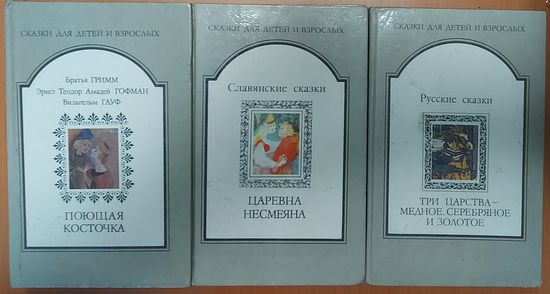 СКАЗКИ ДЛЯ ДЕТЕЙ И ВЗРОСЛЫХ
Братья ГРИММ
Эрнст Теодор Амадей ГОФМАН
Вильгельм ГАУФ
ПОЮЩАЯ
КОСТОЧКА
СКАЗКИ ДЛЯ ДЕТЕЙ И ВЗРОСЛЫХ
Славянские сказки
ЦАРЕВНА
НЕСМЕЯНА
СКАЗКИ ДЛЯ ДЕТЕЙ И ВЗРОСЛЫХ
Русские сказки
ТРИ ЦАРСТВА –
МЕДНОЕ, СЕРЕБРЯНОЕ
И ЗОЛОТОЕ